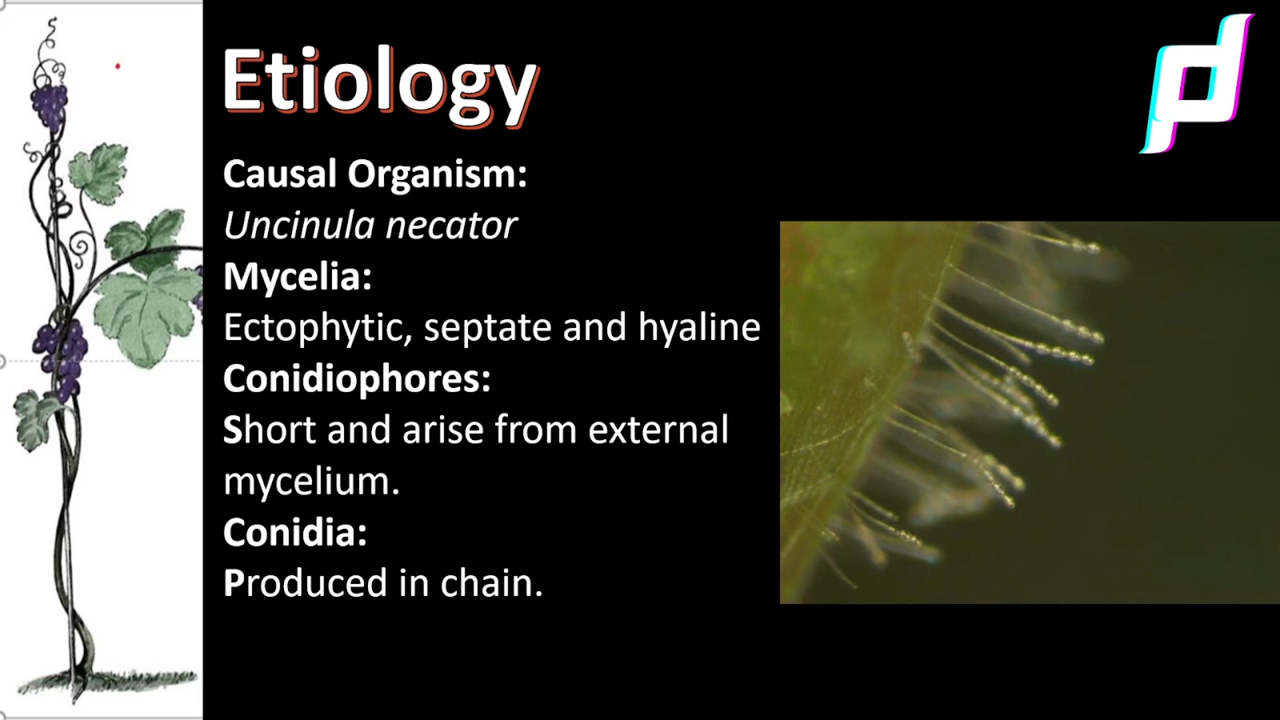 Etiology
Causal Organism:
Uncinula necator
Mycelia:
Ectophytic, septate and hyaline
Conidiophores:
Short and arise from external
mycelium.
Conidia:
Produced in chain.